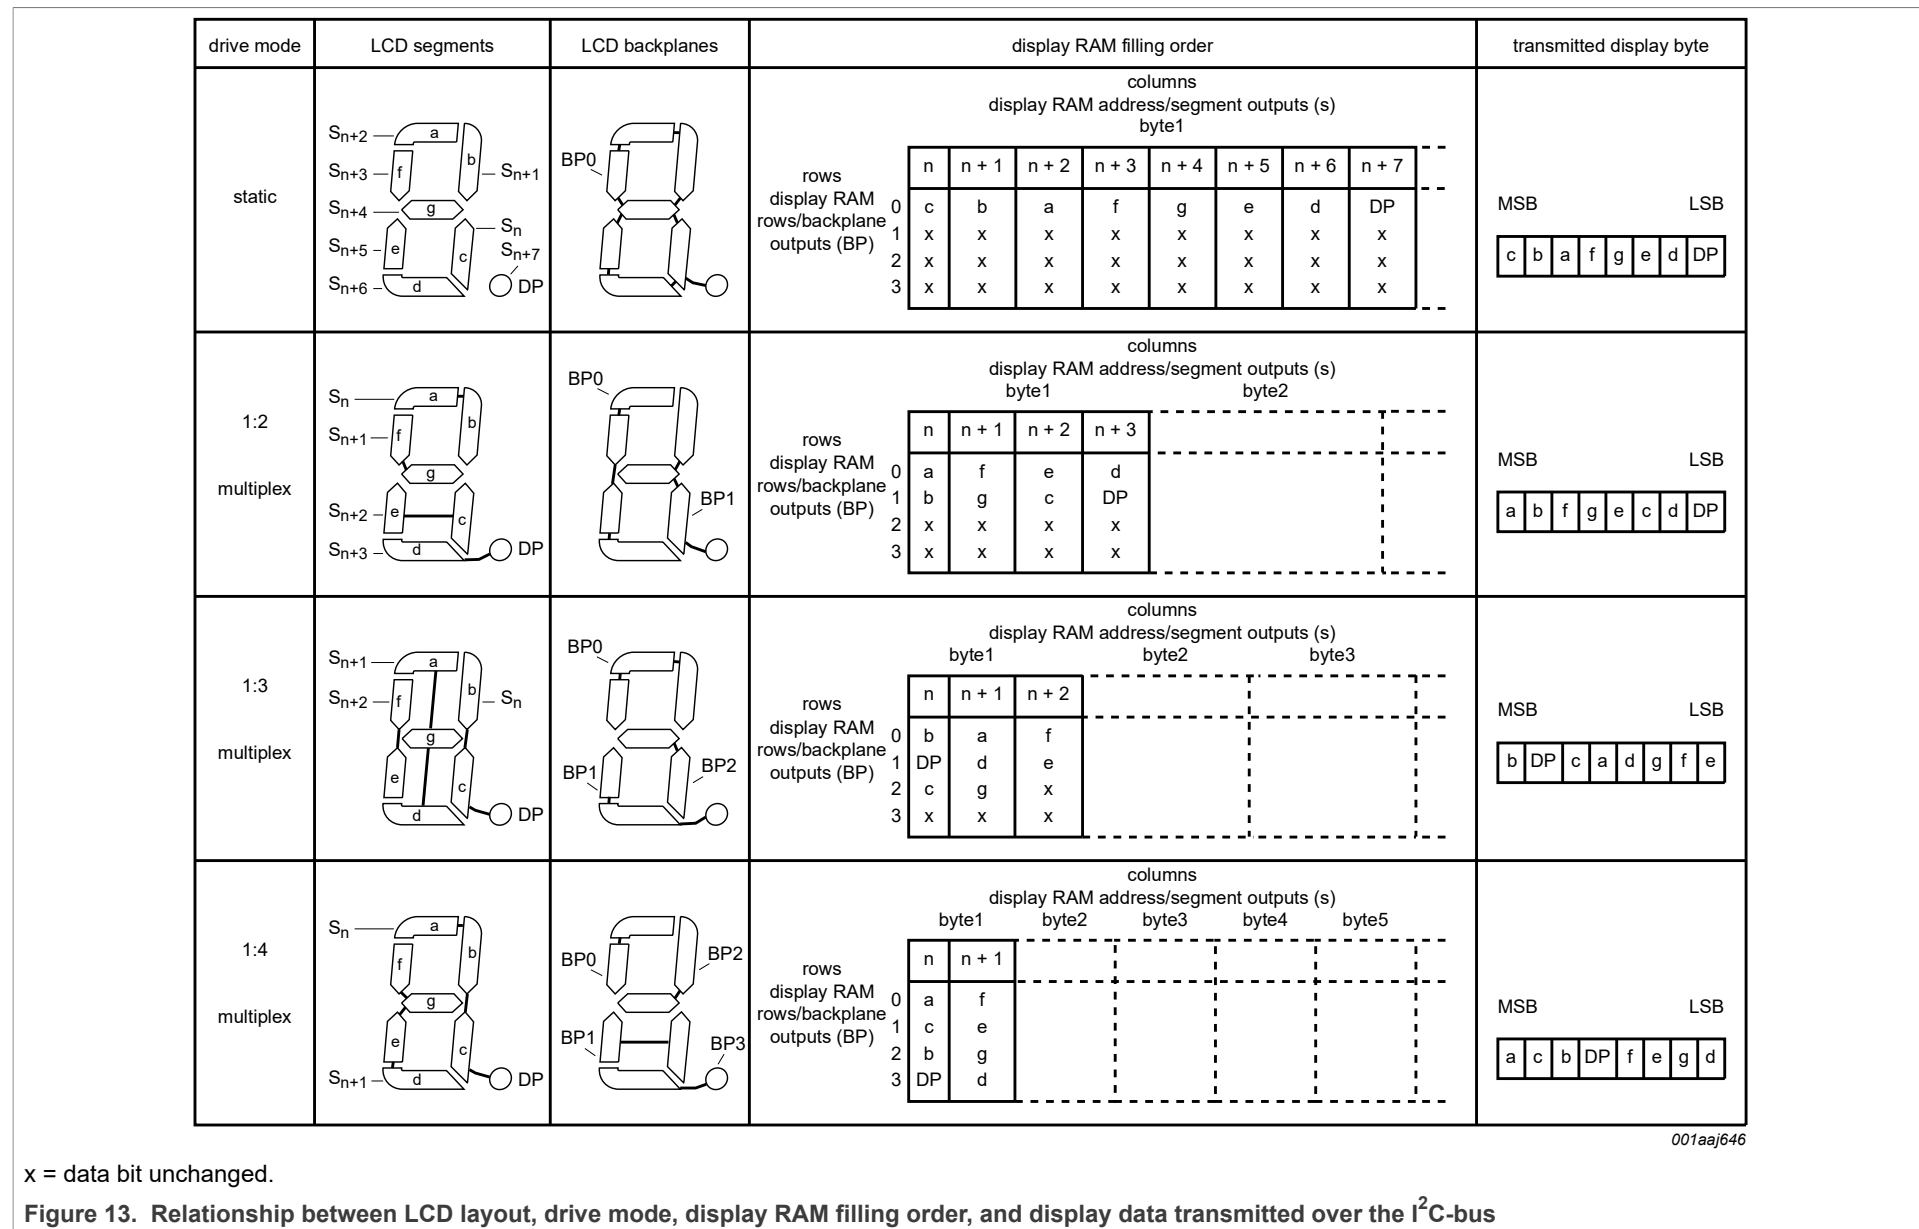 drive mode LCD segments LCD backplanes display RAM filling order transmitted display byte
static
Sn+2 a
Sn+3 f b Sn+1
Sn+4 g
Sn
Sn+5 e c Sn+7
Sn+6 d DP
BP0
columns
display RAM address/segment outputs (s)
byte1
rows
display RAM
rows/backplane
outputs (BP)
n n + 1 n + 2 n + 3 n + 4 n + 5 n + 6 n + 7
0 c b a f g e d DP
1 x x x x x x x x
2 x x x x x x x x
3 x x x x x x x x
MSB LSB
c b a f g e d DP
1:2
multiplex
Sn a
Sn+1 f b
g
Sn+2 e c
Sn+3 d DP
BP0
BP1
columns
display RAM address/segment outputs (s)
byte1 byte2
rows
display RAM
rows/backplane
outputs (BP)
n n + 1 n + 2 n + 3
0 a f e d
1 b g c DP
2 x x x x
3 x x x x
MSB LSB
a b f g e c d DP
1:3
multiplex
Sn+1 a
Sn+2 f b Sn
g
e c
d DP
BP0
BP1 BP2
columns
display RAM address/segment outputs (s)
byte1 byte2 byte3
rows
display RAM
rows/backplane
outputs (BP)
n n + 1 n + 2
0 b a f
1 DP d e
2 c g x
3 x x x
MSB LSB
b DP c a d g f e
1:4
multiplex
Sn a
f b
g
e c
Sn+1 d DP
BP0 BP2
BP1 BP3
columns
display RAM address/segment outputs (s)
byte1 byte2 byte3 byte4 byte5
rows
display RAM
rows/backplane
outputs (BP)
n n + 1
0 a f
1 c e
2 b g
3 DP d
MSB LSB
a c b DP f e g d
001aaj646
x = data bit unchanged.
Figure 13. Relationship between LCD layout, drive mode, display RAM filling order, and display data transmitted over the I2C-bus